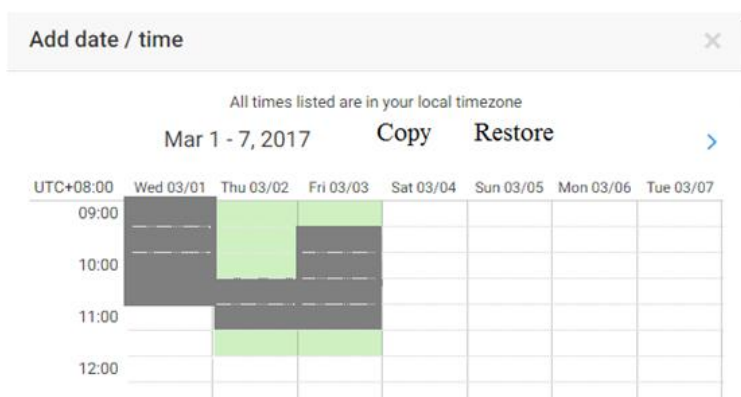 Add date / time ×
All times listed are in your local timezone
Mar 1 - 7, 2017 Copy Restore >
UTC+08:00 Wed 03/01 Thu 03/02 Fri 03/03 Sat 03/04 Sun 03/05 Mon 03/06 Tue 03/07
09:00
10:00
11:00
12:00